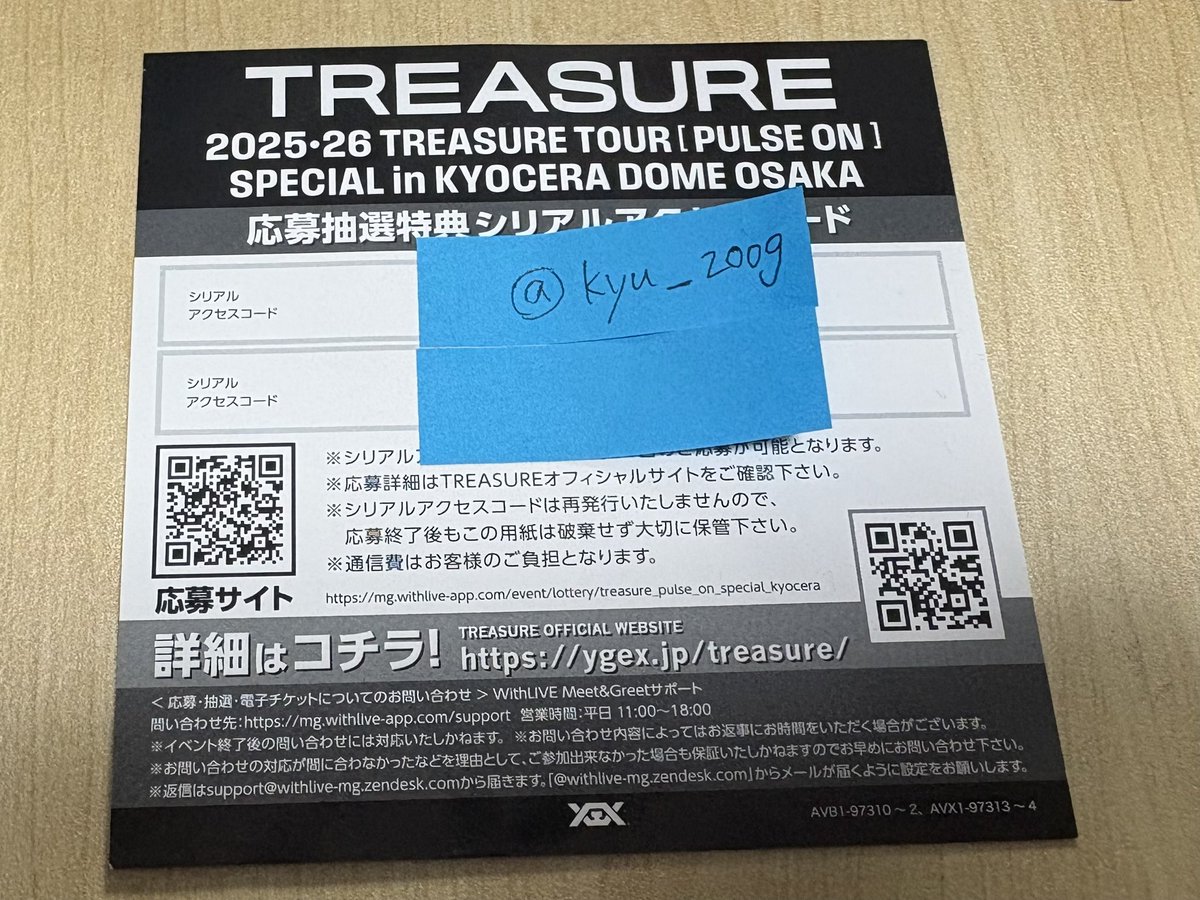 TREASURE
2025・26 TREASURE TOUR [ PULSE ON ]
SPECIAL in KYOCERA DOME OSAKA
応募抽選特典シリアルアクセスコード
@kyu_2009
シリアル
アクセスコード
シリアル
アクセスコード
※シリアル のご応募が可能となります。
※応募詳細はTREASUREオフィシャルサイトをご確認下さい。
※シリアルアクセスコードは再発行いたしませんので、
応募終了後もこの用紙は破棄せず大切に保管下さい。
※通信費はお客様のご負担となります。
応募サイト
https://mg.withlive-app.com/event/lottery/treasure_pulse_on_special_kyocera
詳細はコチラ!
TREASURE OFFICIAL WEBSITE
https://ygex.jp/treasure/
< 応募・抽選・電子チケットについてのお問い合わせ > WithLIVE Meet&Greetサポート
問い合わせ先:https://mg.withlive-app.com/support 営業時間:平日 11:00～18:00
※イベント終了後の問い合わせには対応いたしかねます。 ※お問い合わせ内容によってはお返事にお時間をいただく場合がございます。
※お問い合わせの対応が間に合わなかったなどを理由として、ご参加出来なかった場合も保証いたしかねますのでお早めにお問い合わせ下さい。
※返信はsupport@withlive-mg.zendesk.comから届きます。「@withlive-mg.zendesk.com」からメールが届くように設定をお願いします。
YGEX
AVB1-97310～2、AVX1-97313～4